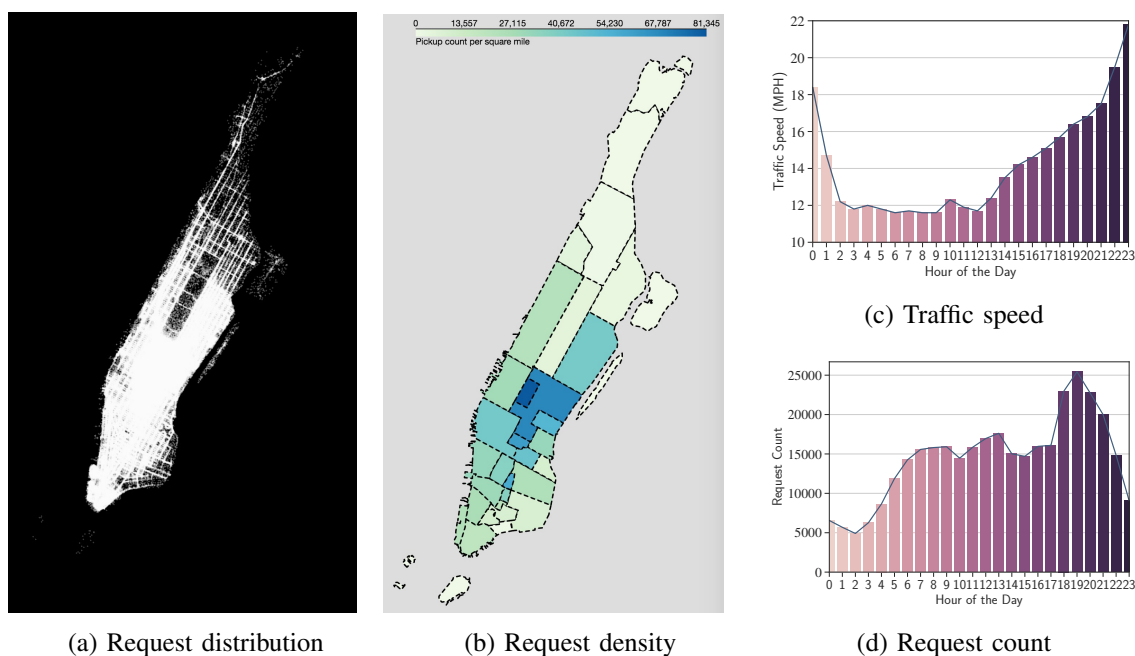 0 13,557 27,115 40,672 54,230 67,787 81,345
Pickup count per square mile
22
20
18
16
14
12
10
Traffic Speed (MPH)
0 1 2 3 4 5 6 7 8 9 10 11 12 13 14 15 16 17 18 19 20 21 22 23
Hour of the Day
(c) Traffic speed
25000
20000
15000
10000
5000
0
Request Count
0 1 2 3 4 5 6 7 8 9 10 11 12 13 14 15 16 17 18 19 20 21 22 23
Hour of the Day
(a) Request distribution
(b) Request density
(d) Request count